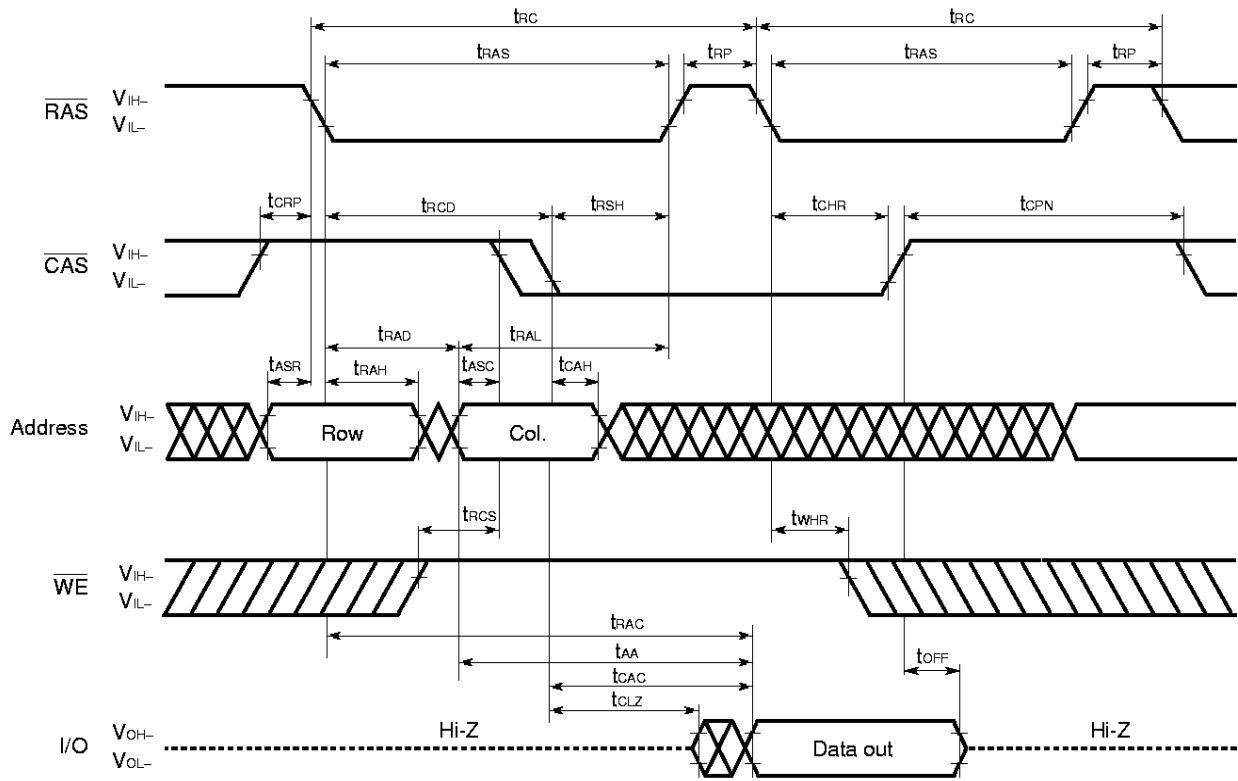 tRC tRC
tRAS tRP tRAS tRP
RAS VIH–
VIL–
tCRP tRCD tRSH tCHR tCPN
CAS VIH–
VIL–
tRAD tRAL
tASR tRAH tASC tCAH
Address VIH–
VIL–
Row Col.
tRCS tWHR
WE VIH–
VIL–
tRAC
tAA tOFF
tCAC
tCLZ
I/O VOH–
VOL–
Hi-Z Data out Hi-Z